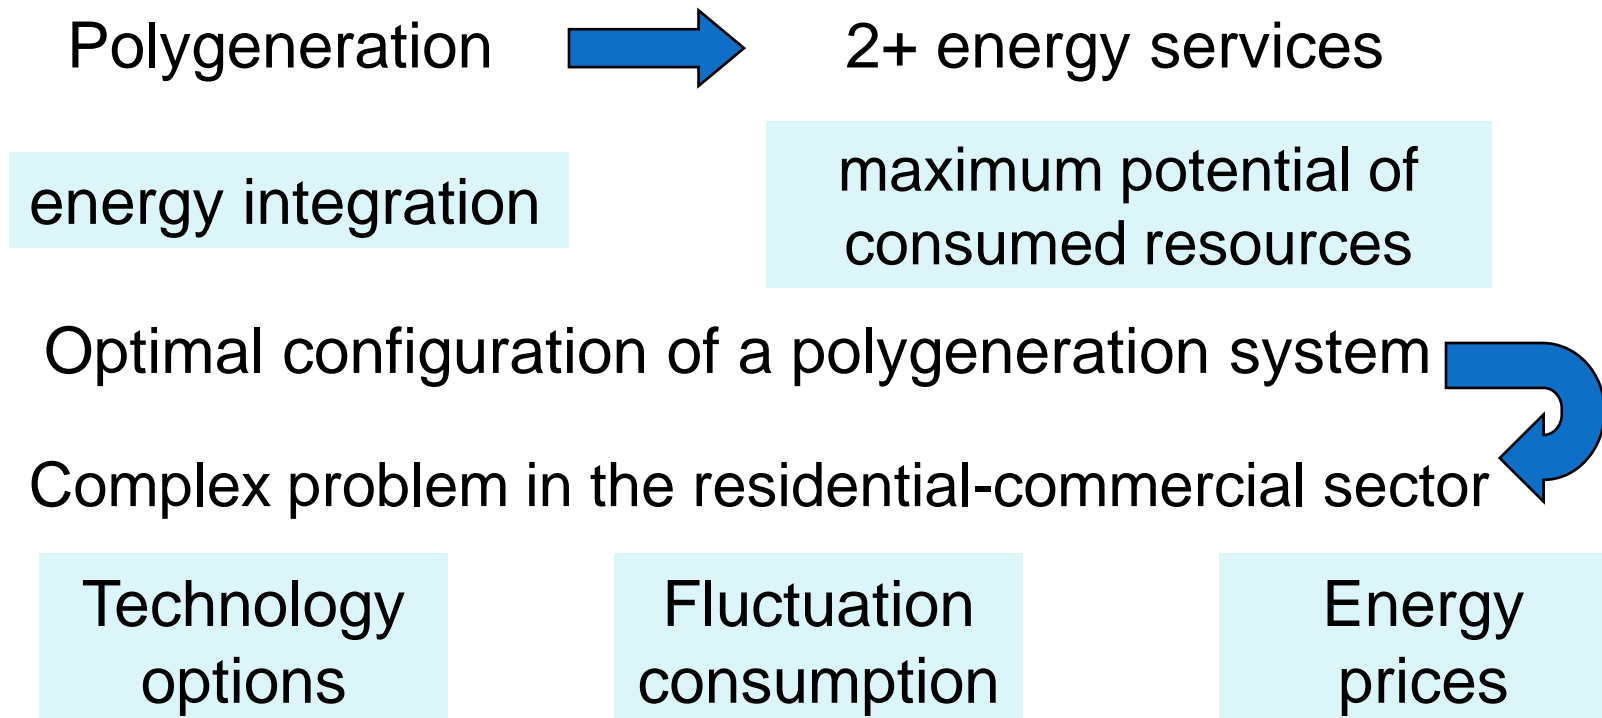 Polygeneration
2+ energy services
energy integration
maximum potential of
consumed resources
Optimal configuration of a polygeneration system
Complex problem in the residential-commercial sector
Technology
options
Fluctuation
consumption
Energy
prices